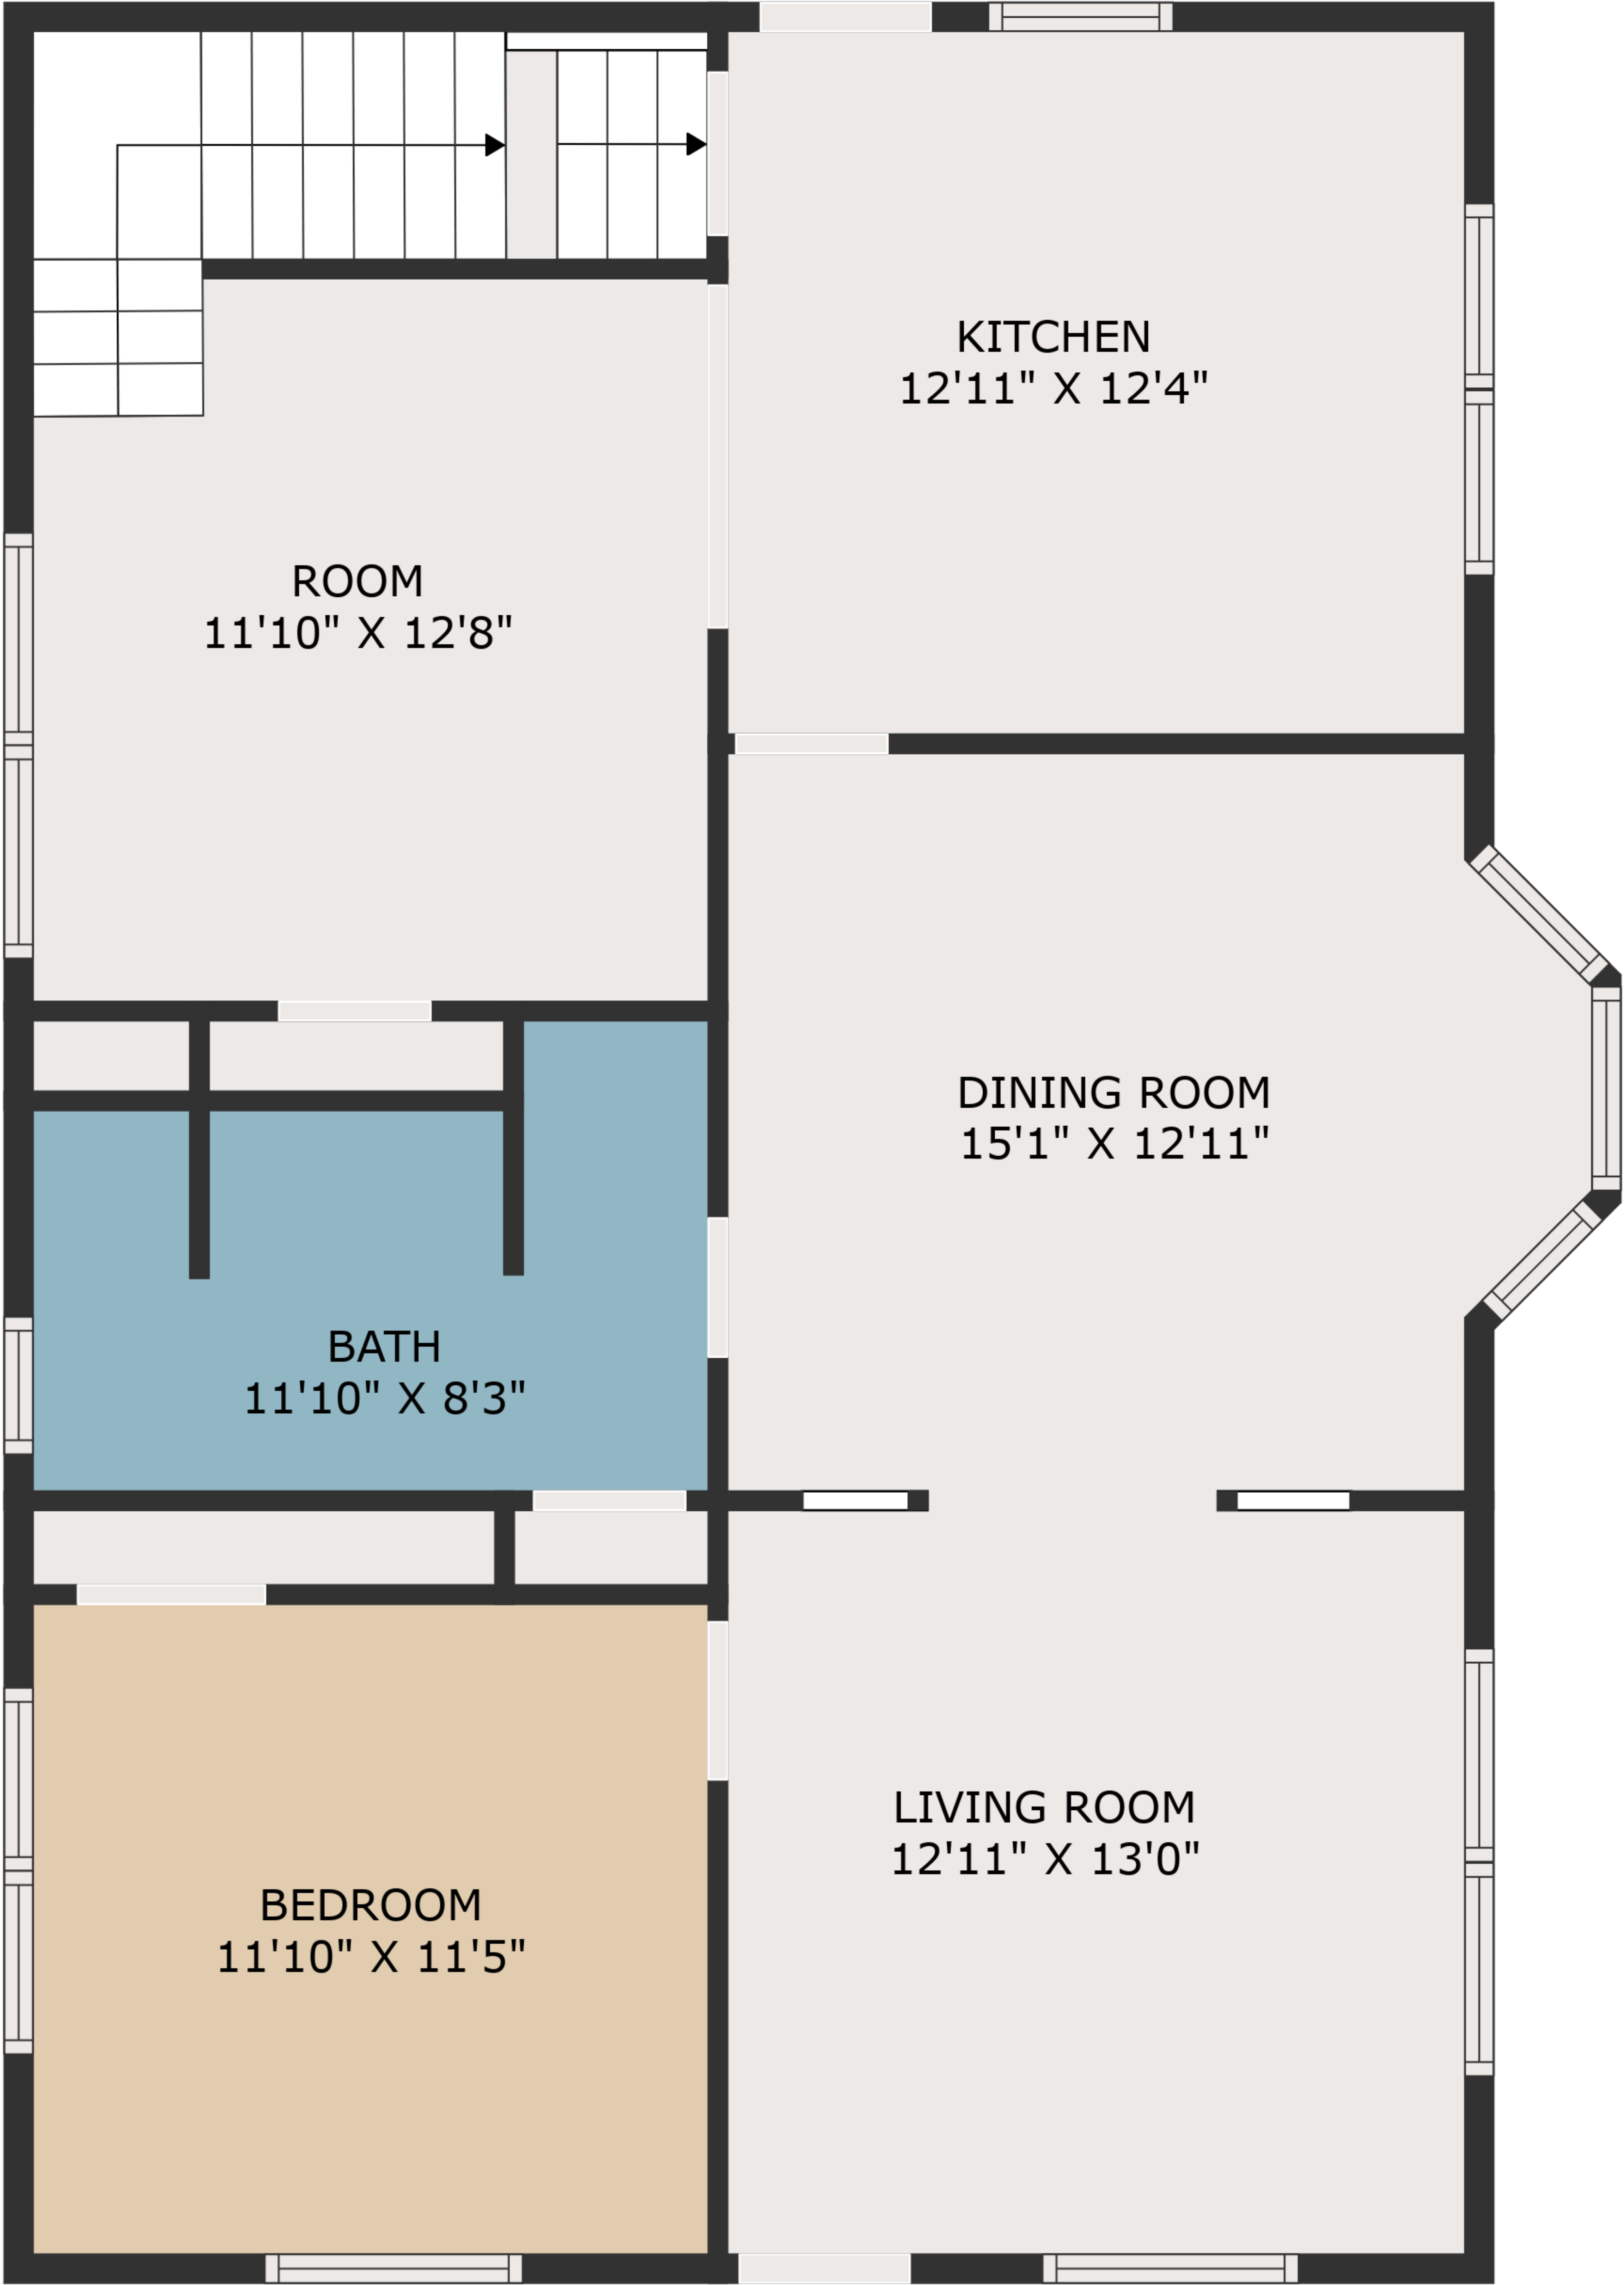 KITCHEN
12'11" X 12'4"
ROOM
11'10" X 12'8"
DINING ROOM
15'1" X 12'11"
BATH
11'10" X 8'3"
LIVING ROOM
12'11" X 13'0"
BEDROOM
11'10" X 11'5"